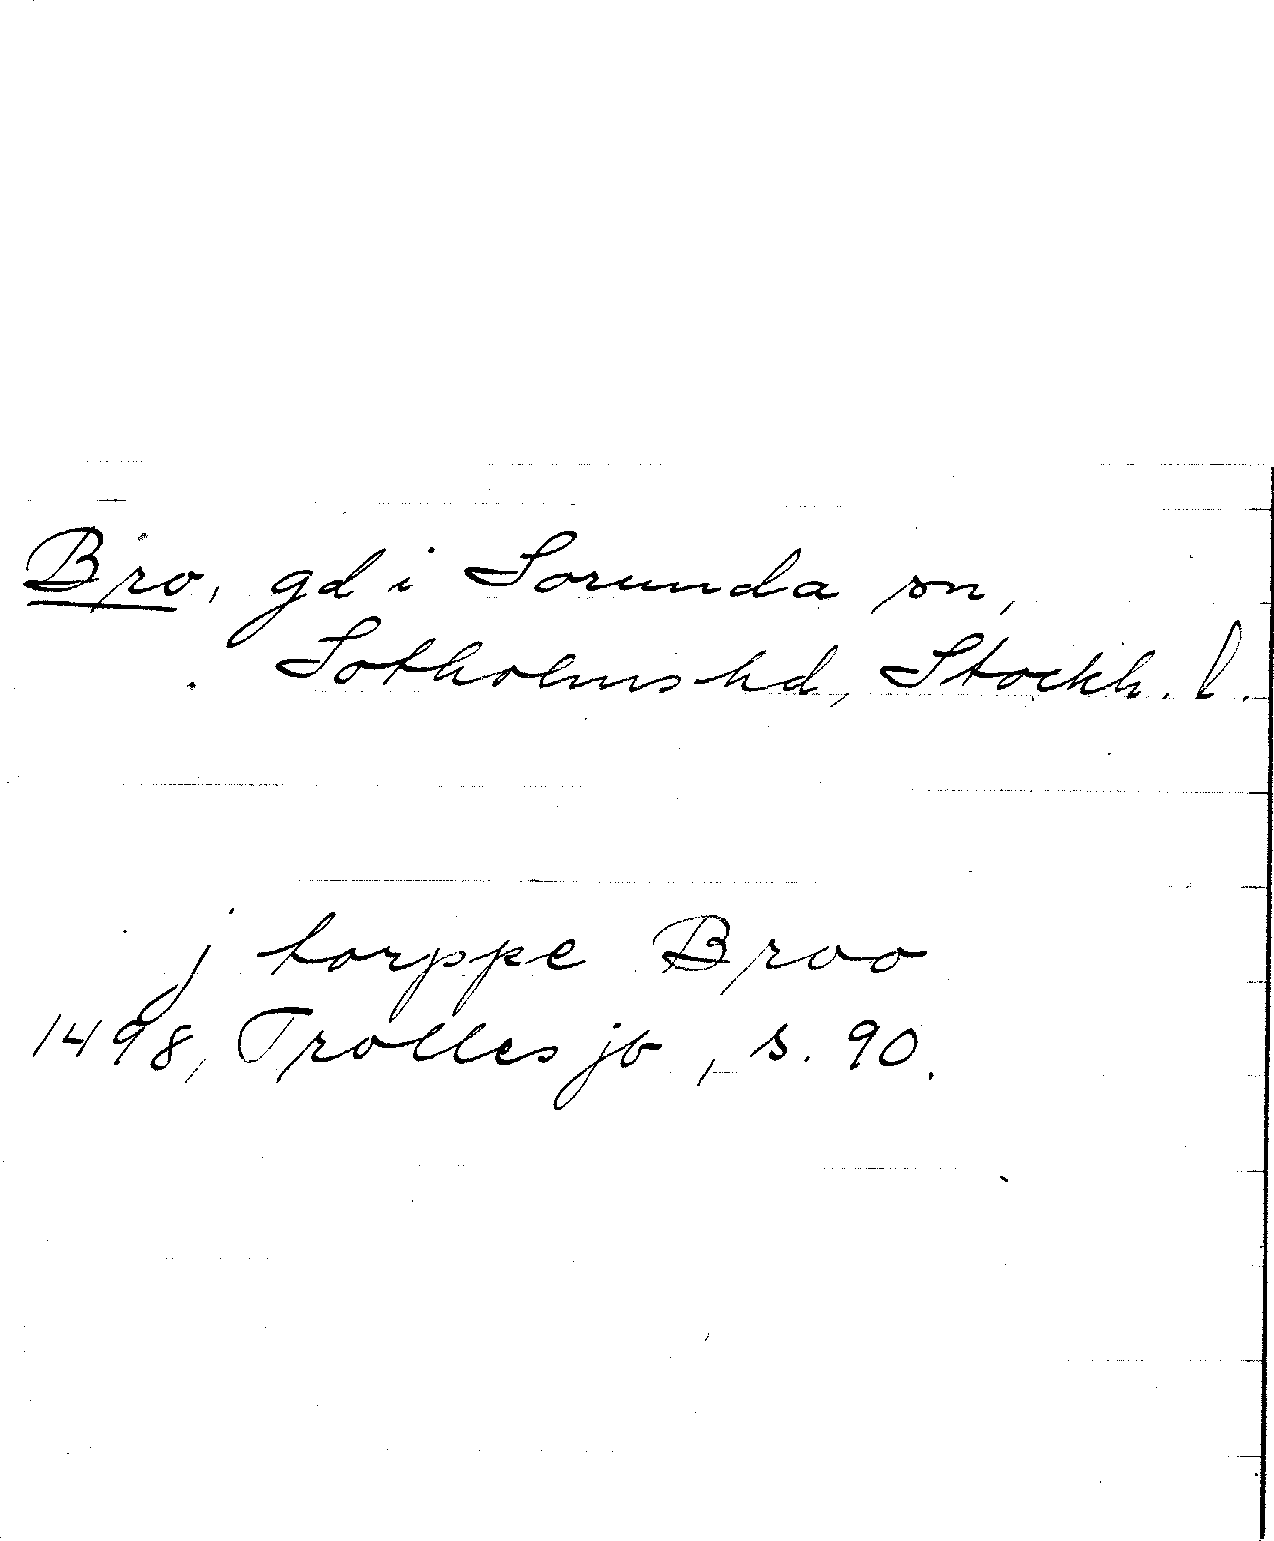 Bro, gd i Sorunda sn,
Sotholms hd, Stockh. l.
j torppe Broo
1498, Trolles jb, s. 90.